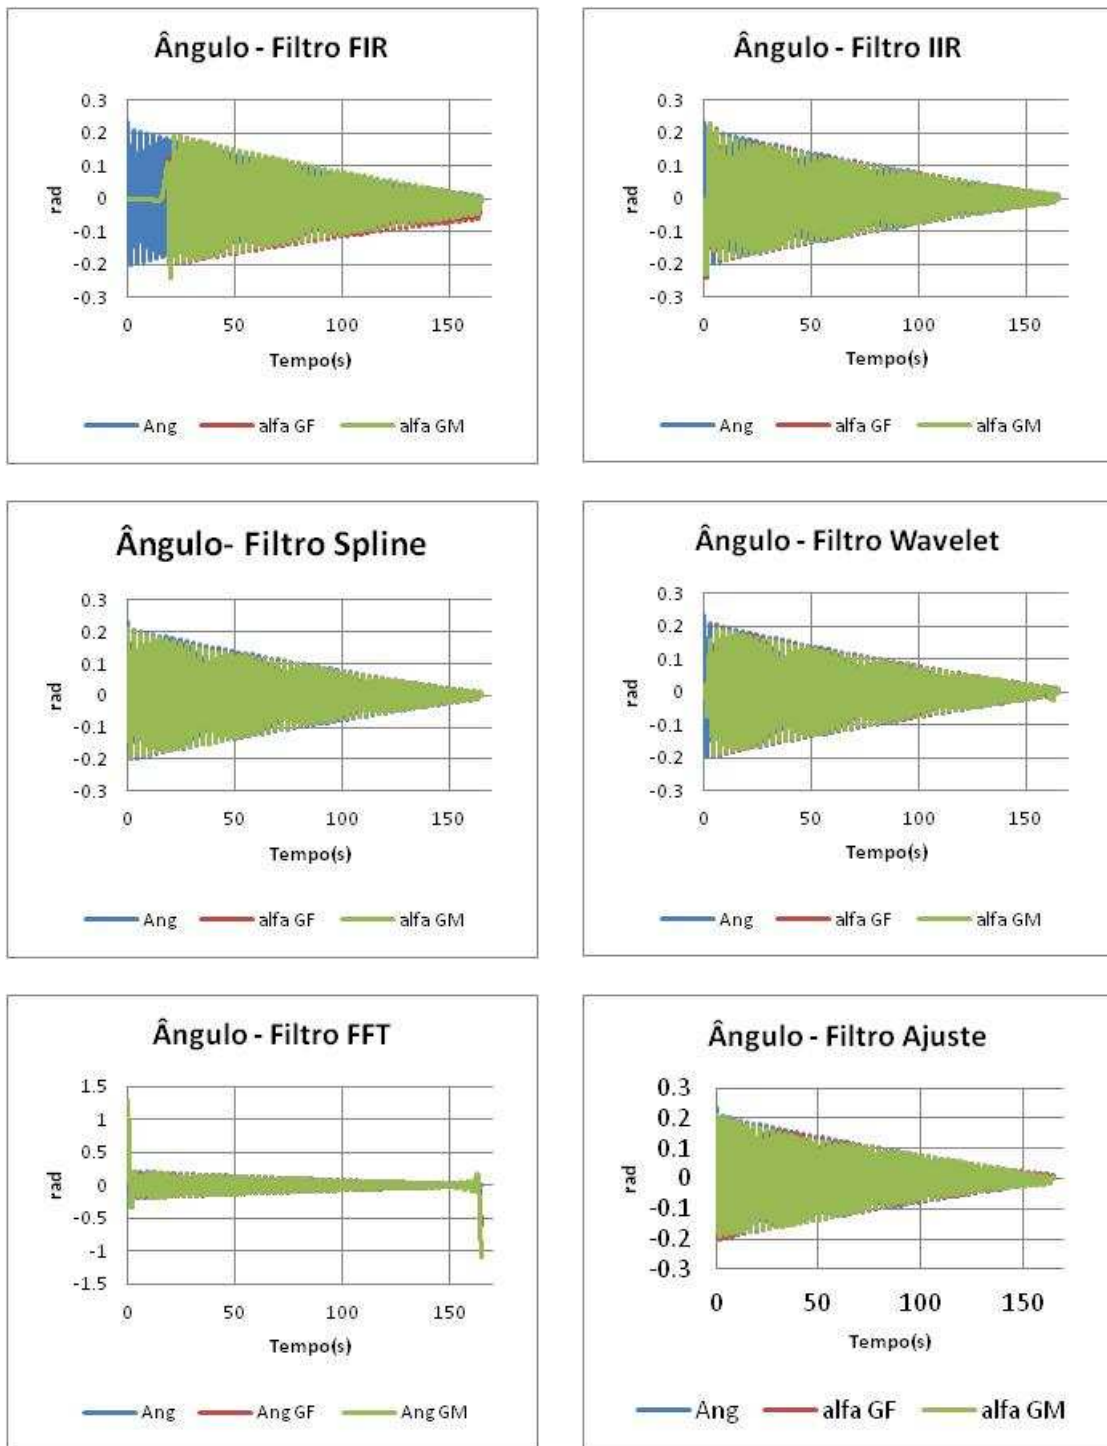 Ângulo - Filtro FIR
0.3
0.2
0.1
0
-0.1
-0.2
-0.3
rad
0 50 100 150
Tempo(s)
Ang alfa GF alfa GM
Ângulo - Filtro IIR
0.3
0.2
0.1
0
-0.1
-0.2
-0.3
rad
0 50 100 150
Tempo(s)
Ang alfa GF alfa GM
Ângulo- Filtro Spline
0.3
0.2
0.1
0
-0.1
-0.2
-0.3
rad
0 50 100 150
Tempo(s)
Ang alfa GF alfa GM
Ângulo - Filtro Wavelet
0.3
0.2
0.1
0
-0.1
-0.2
-0.3
rad
0 50 100 150
Tempo(s)
Ang alfa GF alfa GM
Ângulo - Filtro FFT
1.5
1
0.5
0
-0.5
-1
-1.5
rad
0 50 100 150
Tempo(s)
Ang Ang GF Ang GM
Ângulo - Filtro Ajuste
0.3
0.2
0.1
0
-0.1
-0.2
-0.3
rad
0 50 100 150
Tempo(s)
Ang alfa GF alfa GM